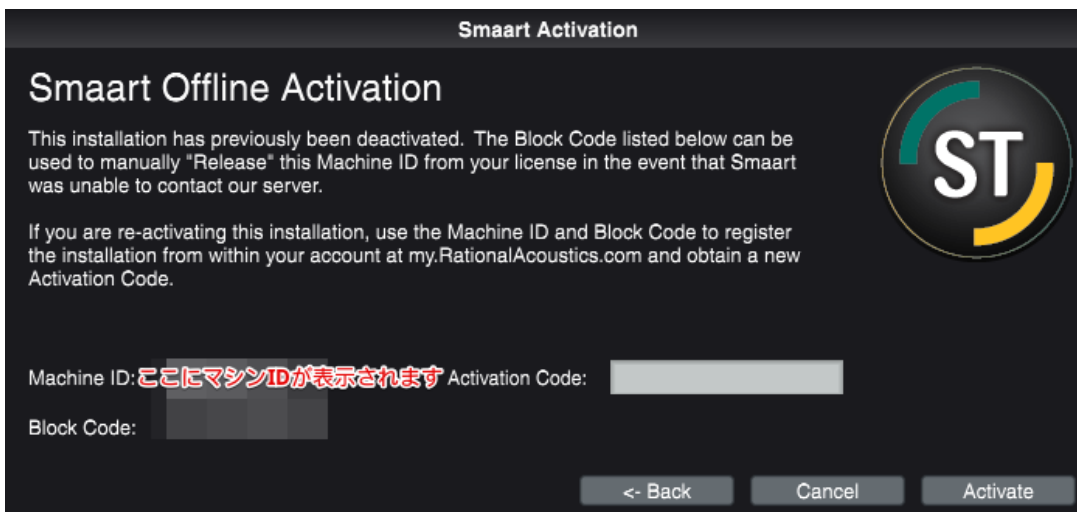 Smaart Activation
Smaart Offline Activation
This installation has previously been deactivated. The Block Code listed below can be
used to manually "Release" this Machine ID from your license in the event that Smaart
was unable to contact our server.
If you are re-activating this installation, use the Machine ID and Block Code to register
the installation from within your account at my.RationalAcoustics.com and obtain a new
Activation Code.
ST
Machine ID:ここにマシンIDが表示されます Activation Code:
Block Code:
<- Back Cancel Activate